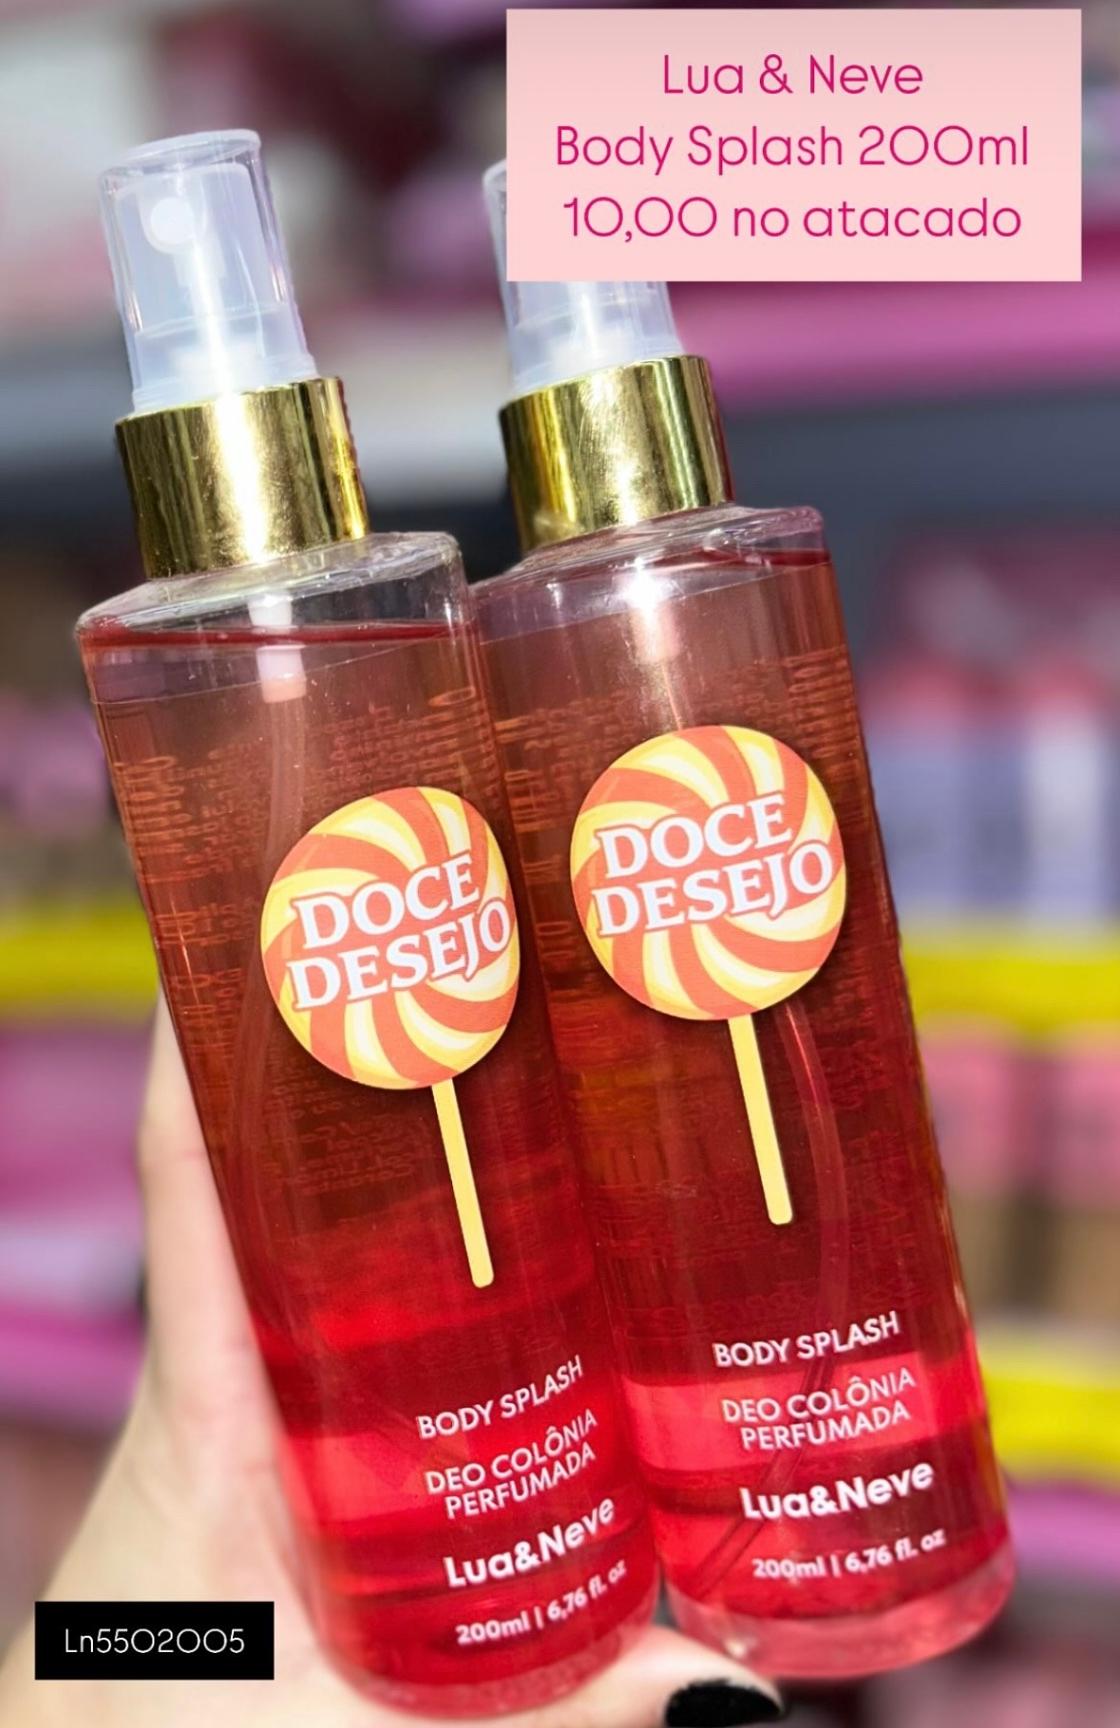 Lua & Neve
Body Splash 200ml
10,00 no atacado
DOCE
DESEJO
BODY SPLASH
DEO COLÔNIA
PERFUMADA
Lua&Neve
200ml | 6,76 fl. oz
DOCE
DESEJO
BODY SPLASH
DEO COLÔNIA
PERFUMADA
Lua&Neve
200ml | 6,76 fl. oz
Ln5502005